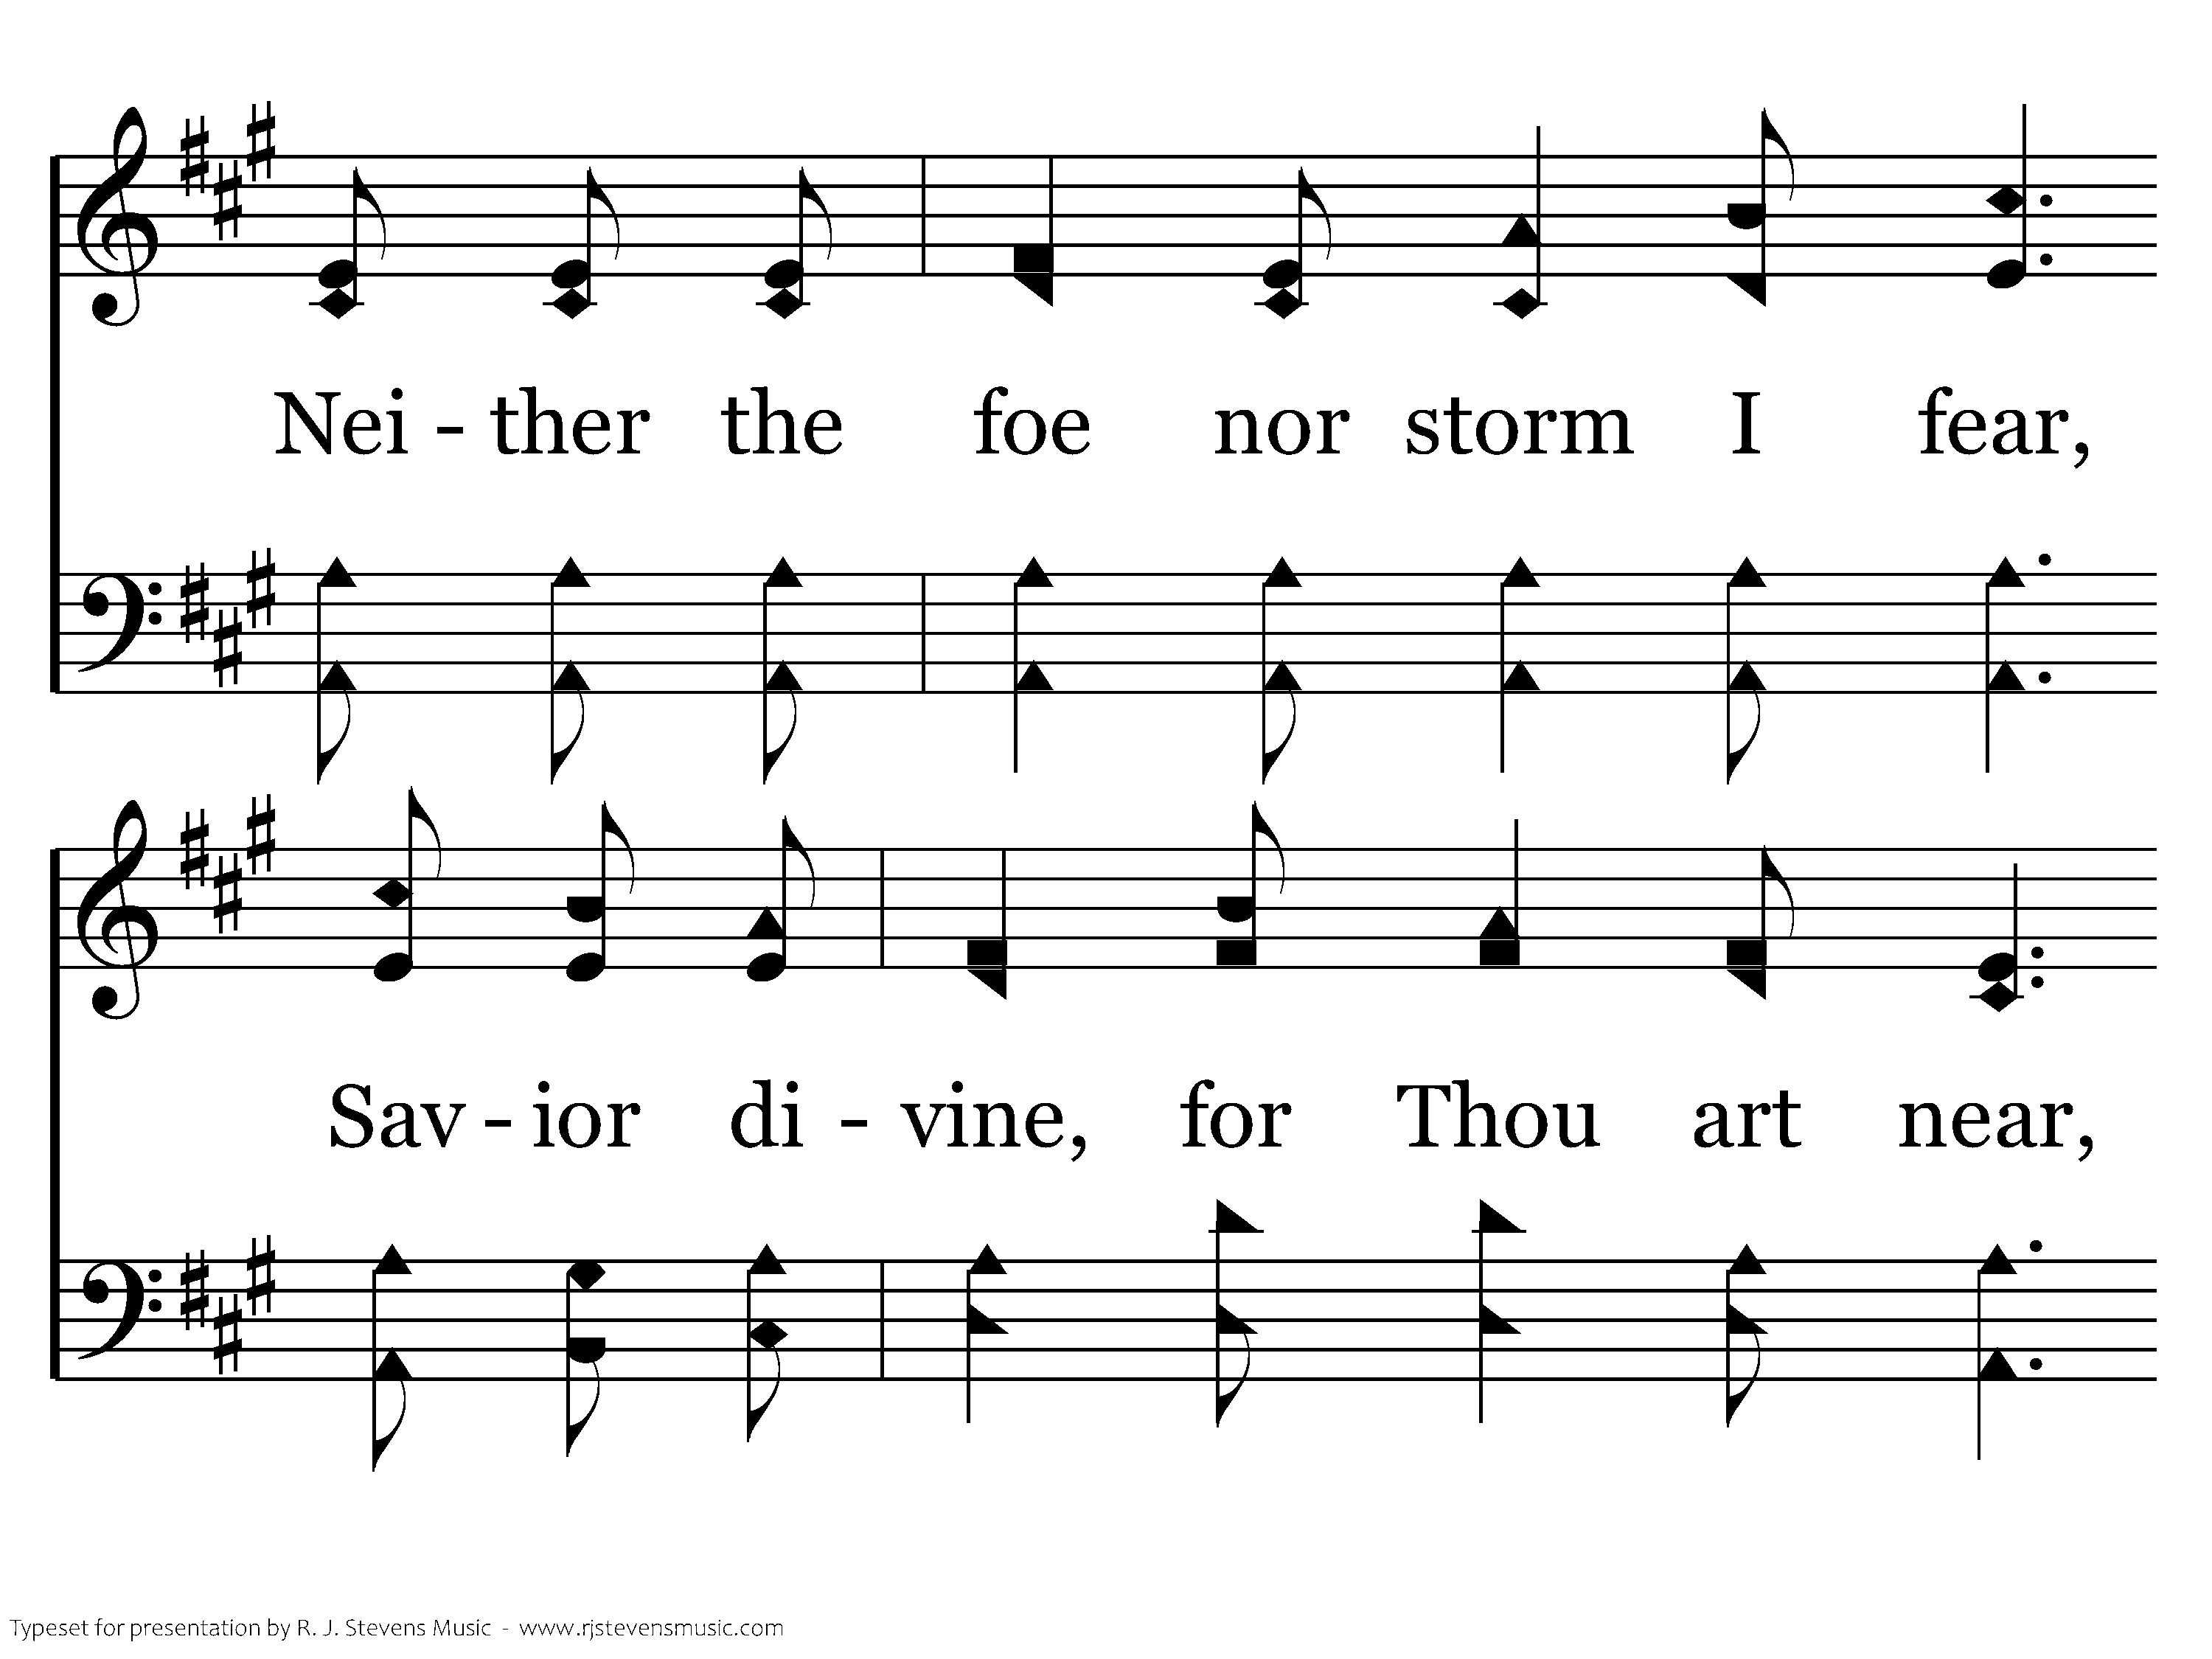 Nei - ther the foe nor storm I fear,
Sav - ior di - vine, for Thou art near,
Typeset for presentation by R. J. Stevens Music - www.rjstevensmusic.com